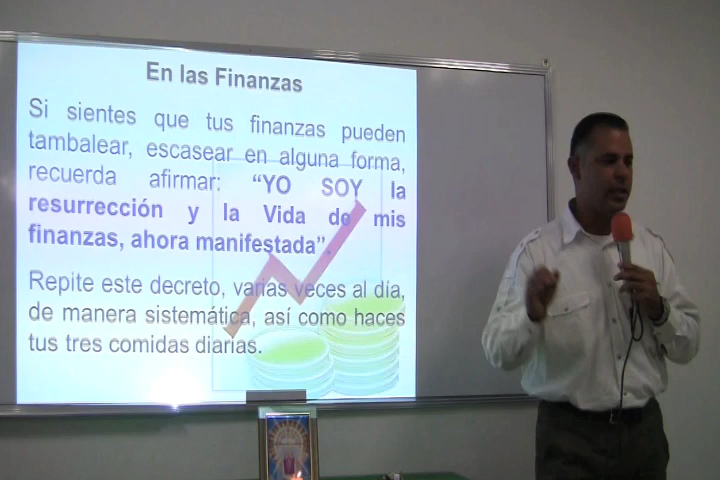 En las Finanzas
Si sientes que tus finanzas pueden
tambalear, escasear en alguna forma,
recuerda afirmar: “YO SOY la
resurrección y la Vida de mis
finanzas, ahora manifestada”.
Repite este decreto, varias veces al día,
de manera sistemática, así como haces
tus tres comidas diarias.